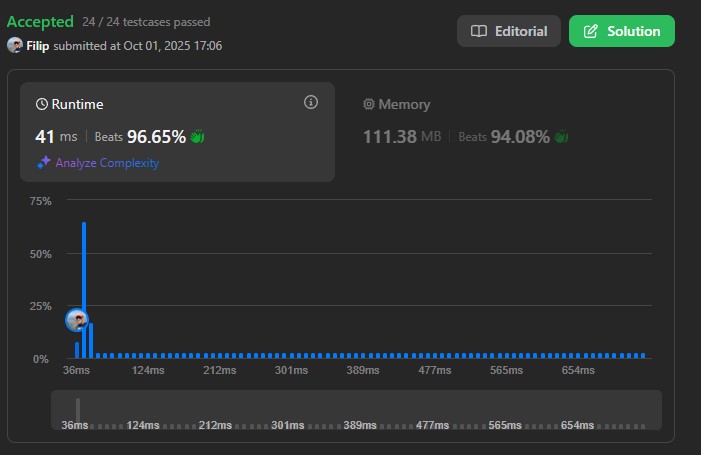 Accepted 24 / 24 testcases passed
Editorial
Solution
Filip submitted at Oct 01, 2025 17:06
Runtime
Memory
41 ms Beats 96.65%
111.38 MB Beats 94.08%
Analyze Complexity
75%
50%
25%
0%
36ms 124ms 212ms 301ms 389ms 477ms 565ms 654ms
36ms 124ms 212ms 301ms 389ms 477ms 565ms 654ms